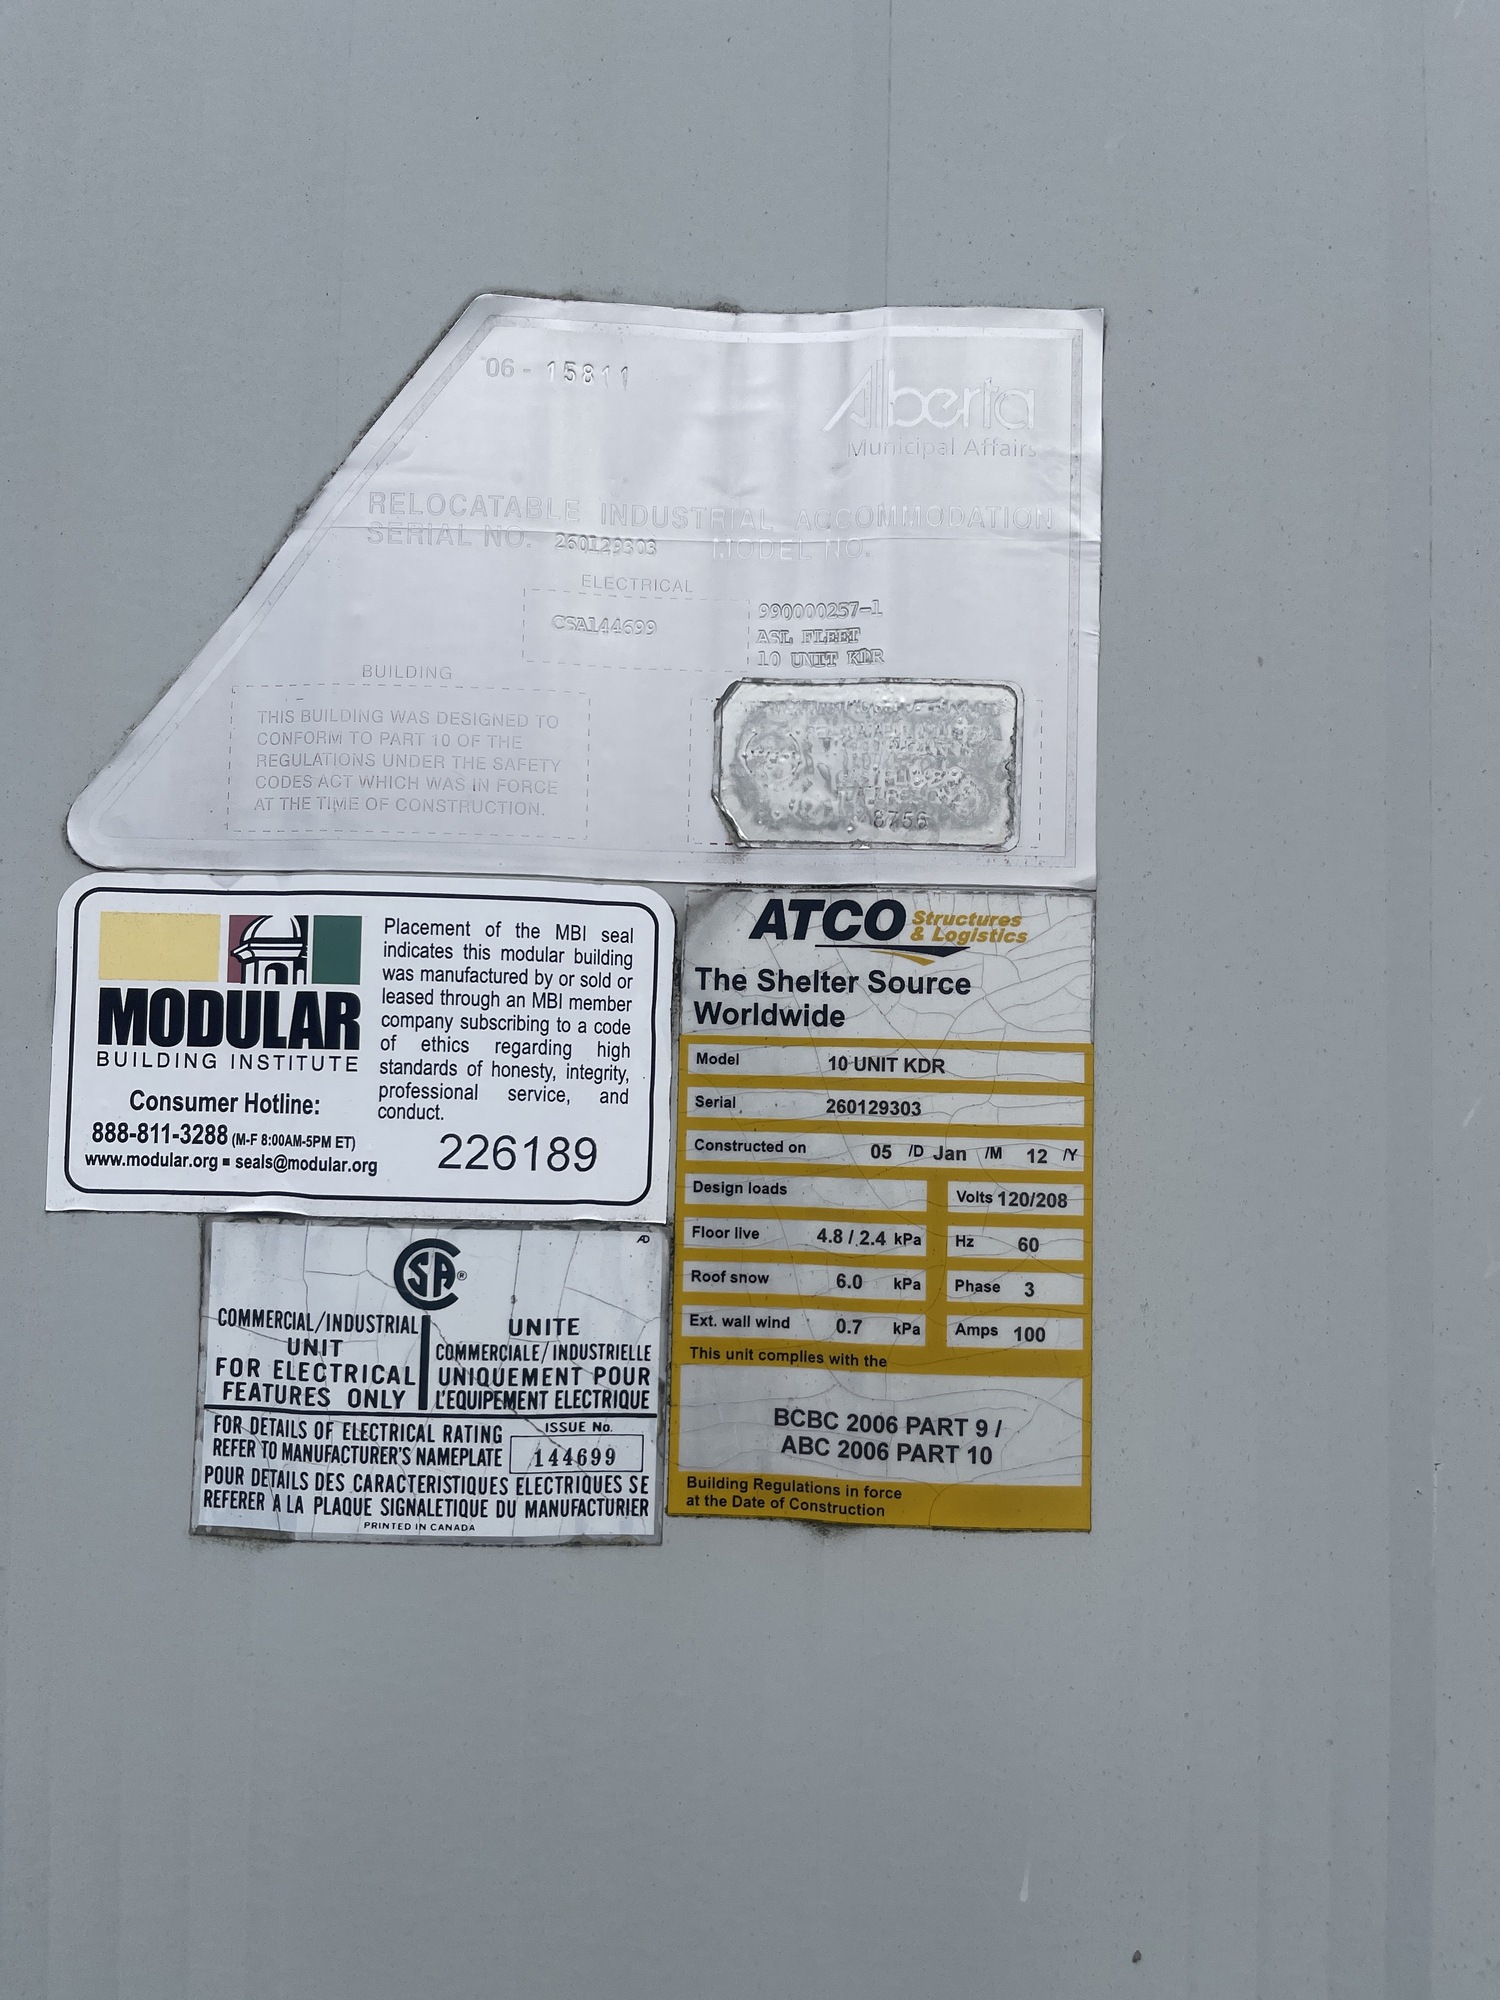 06 - 15811
Alberta
Municipal Affairs
RELOCATABLE INDUSTRIAL ACCOMMODATION
SERIAL NO. 260129303 MODEL NO.
ELECTRICAL
CSA144699
990000257-1
ASL FLEET
10 UNIT KDR
BUILDING
THIS BUILDING WAS DESIGNED TO
CONFORM TO PART 10 OF THE
REGULATIONS UNDER THE SAFETY
CODES ACT WHICH WAS IN FORCE
AT THE TIME OF CONSTRUCTION.
8756
MODULAR
BUILDING INSTITUTE
Consumer Hotline:
888-811-3288 (M-F 8:00AM-5PM ET)
www.modular.org ▪ seals@modular.org
Placement of the MBI seal
indicates this modular building
was manufactured by or sold or
leased through an MBI member
company subscribing to a code
of ethics regarding high
standards of honesty, integrity,
professional service, and
conduct.
226189
ATCO Structures
& Logistics
The Shelter Source
Worldwide
Model 10 UNIT KDR
Serial 260129303
Constructed on 05 /D Jan /M 12 /Y
Design loads Volts 120/208
Floor live 4.8 / 2.4 kPa Hz 60
Roof snow 6.0 kPa Phase 3
Ext. wall wind 0.7 kPa Amps 100
This unit complies with the
BCBC 2006 PART 9 /
ABC 2006 PART 10
Building Regulations in force
at the Date of Construction
AD
CSA®
COMMERCIAL/INDUSTRIAL
UNIT
FOR ELECTRICAL
FEATURES ONLY
UNITE
COMMERCIALE/INDUSTRIELLE
UNIQUEMENT POUR
L'EQUIPEMENT ELECTRIQUE
FOR DETAILS OF ELECTRICAL RATING
REFER TO MANUFACTURER'S NAMEPLATE
ISSUE No.
144699
POUR DETAILS DES CARACTERISTIQUES ELECTRIQUES SE
REFERER A LA PLAQUE SIGNALETIQUE DU MANUFACTURIER
PRINTED IN CANADA